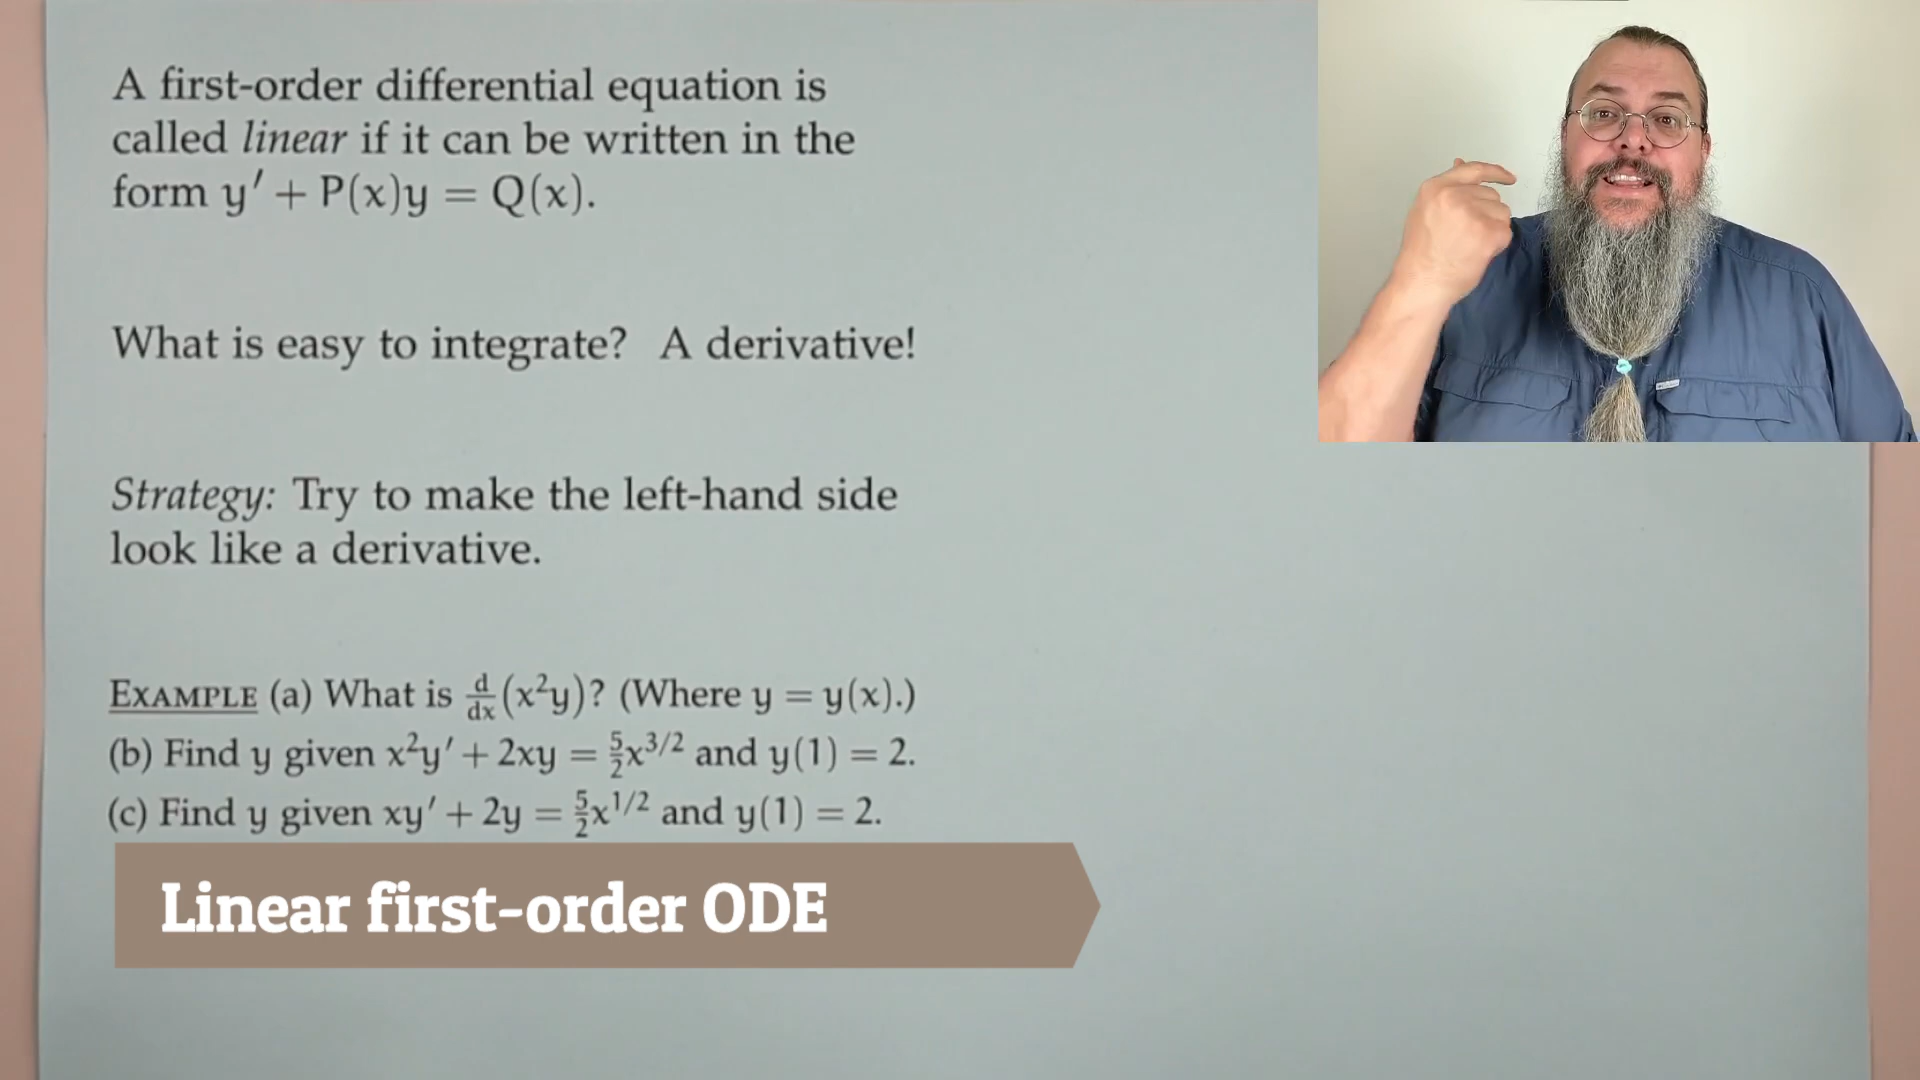 A first-order differential equation is
called linear if it can be written in the
form y′ + P(x)y = Q(x).
What is easy to integrate? A derivative!
Strategy: Try to make the left-hand side
look like a derivative.
EXAMPLE (a) What is d/dx(x²y)? (Where y = y(x).)
(b) Find y given x²y′ + 2xy = 5/2x^{3/2} and y(1) = 2.
(c) Find y given xy′ + 2y = 5/2x^{1/2} and y(1) = 2.
Linear first-order ODE